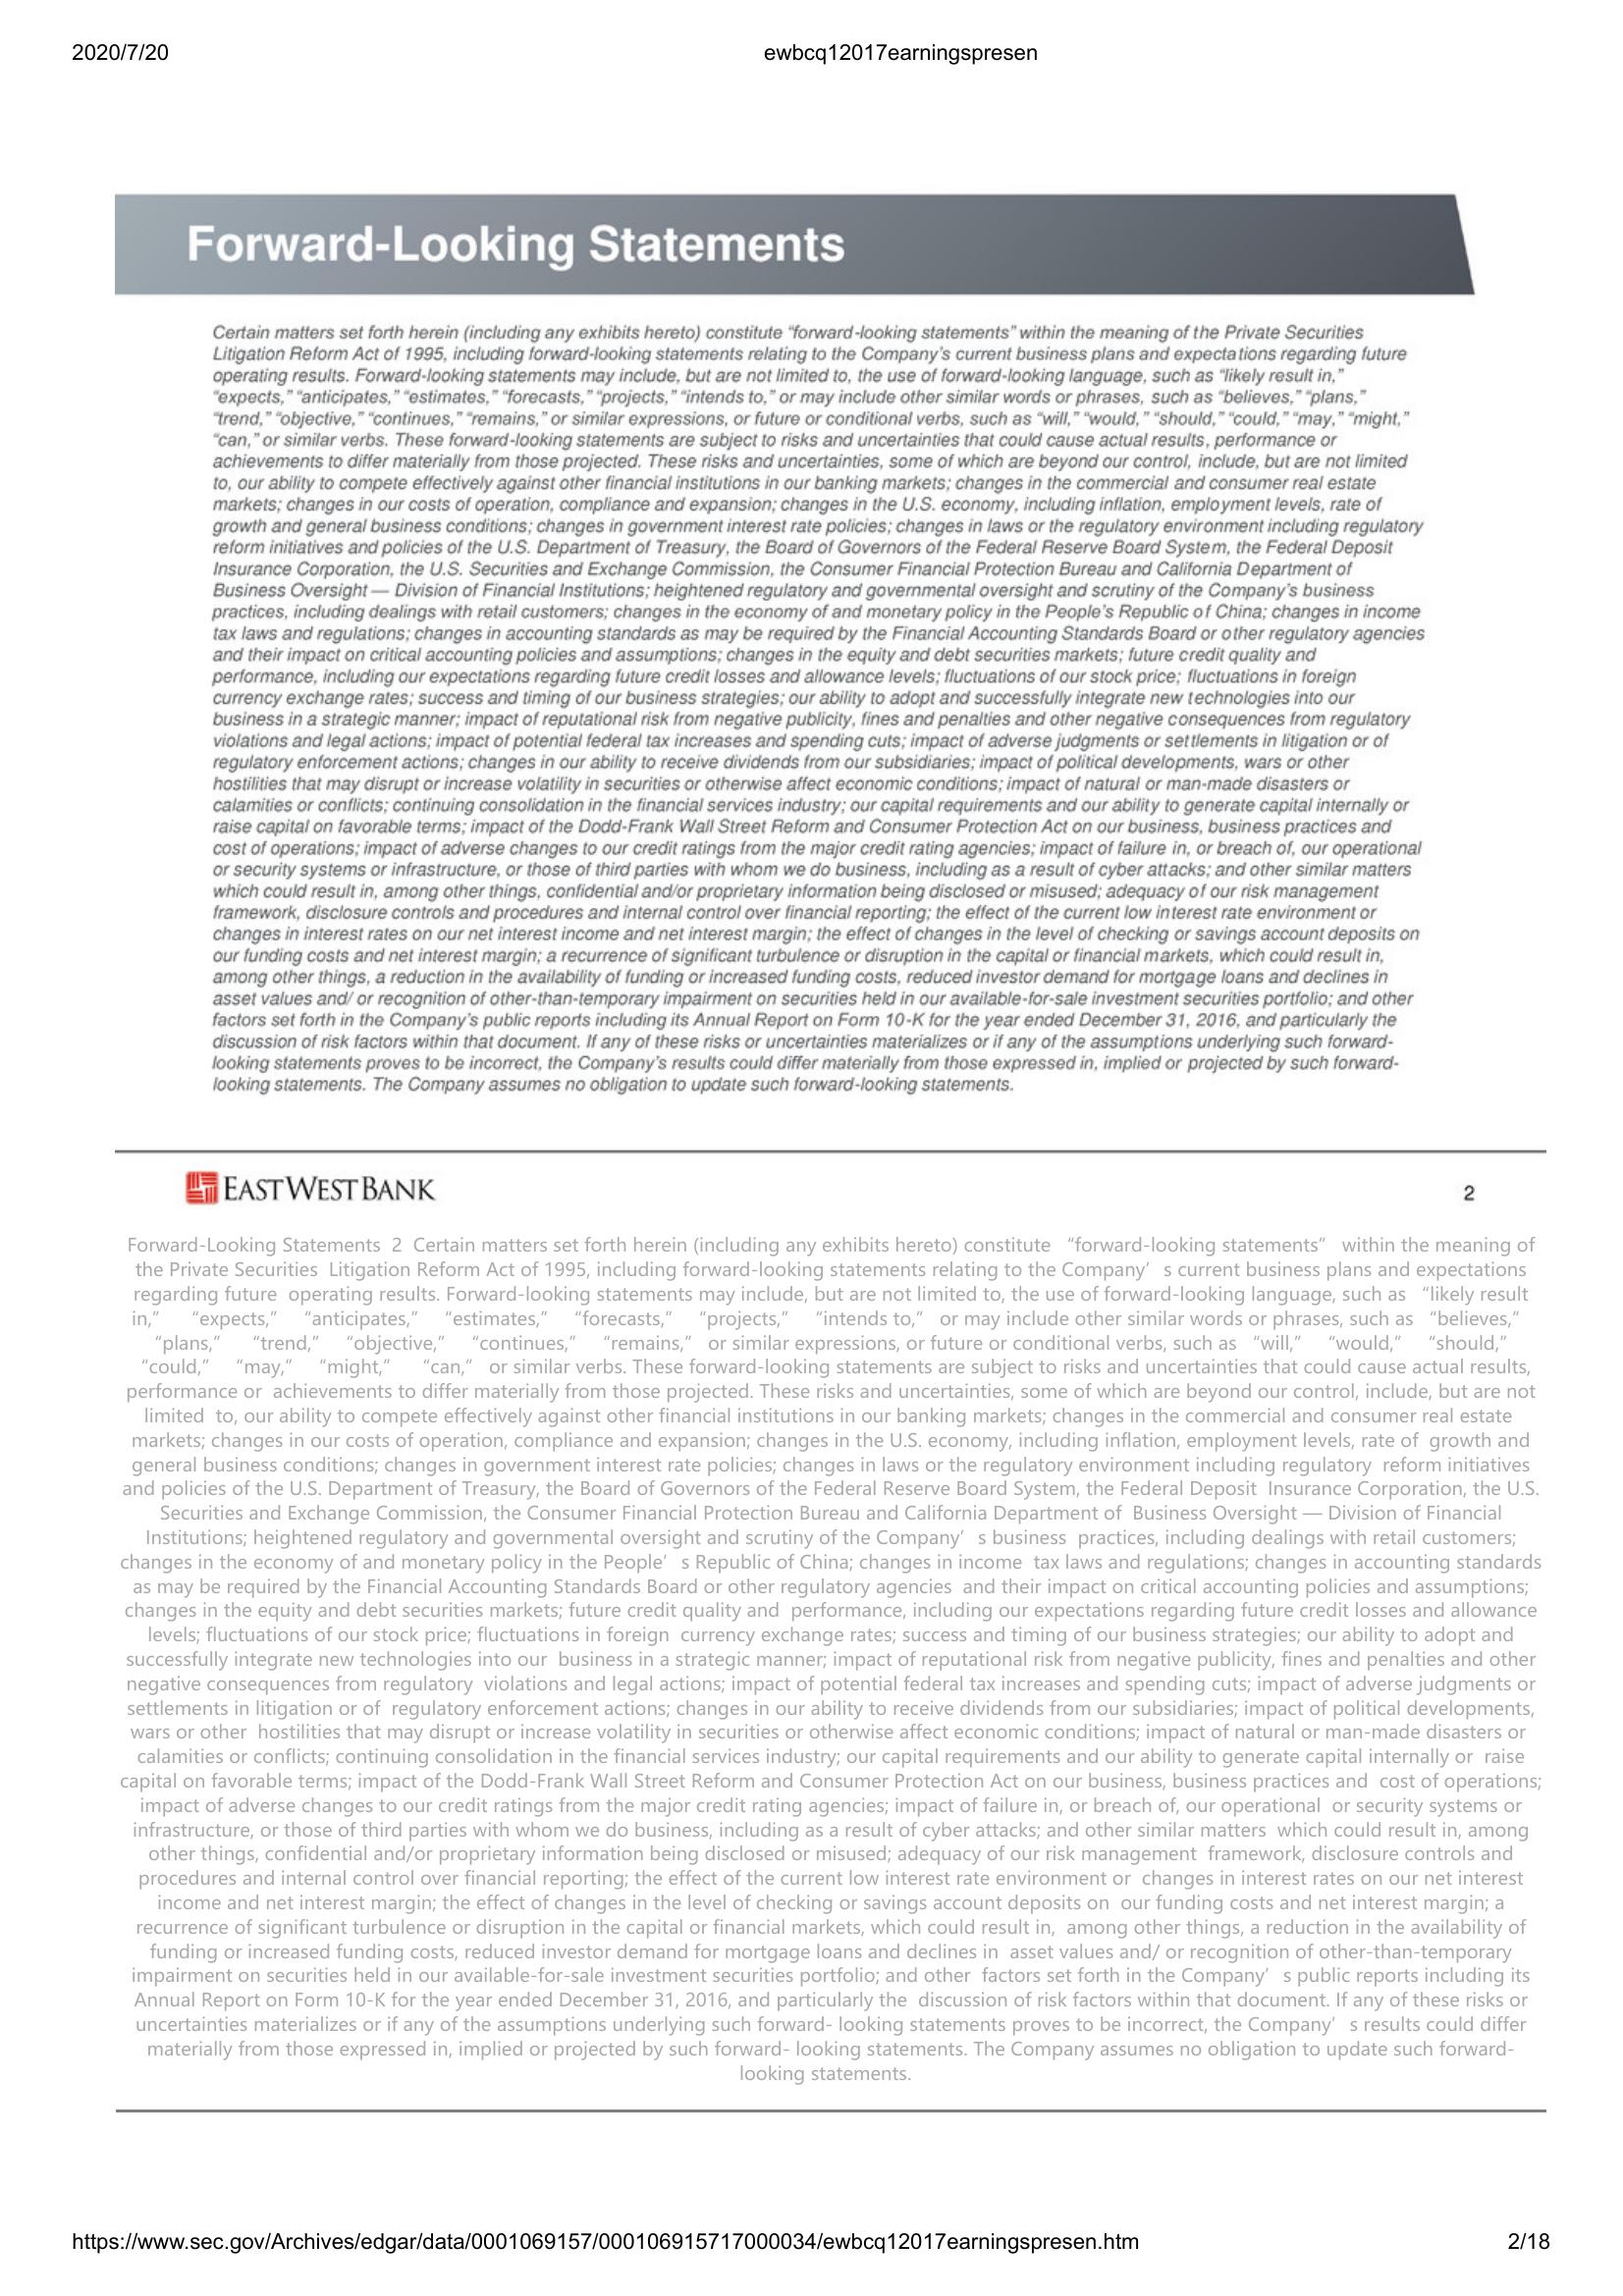 2020/7/20
ewbcq12017earningspresen
Forward-Looking Statements
Certain matters set forth herein (including any exhibits hereto) constitute “forward-looking statements” within the meaning of the Private Securities
Litigation Reform Act of 1995, including forward-looking statements relating to the Company’s current business plans and expectations regarding future
operating results. Forward-looking statements may include, but are not limited to, the use of forward-looking language, such as “likely result in,”
“expects,” “anticipates,” “estimates,” “forecasts,” “projects,” “intends to,” or may include other similar words or phrases, such as “believes,” “plans,”
“trend,” “objective,” “continues,” “remains,” or similar expressions, or future or conditional verbs, such as “will,” “would,” “should,” “could,” “may,” “might,”
“can,” or similar verbs. These forward-looking statements are subject to risks and uncertainties that could cause actual results, performance or
achievements to differ materially from those projected. These risks and uncertainties, some of which are beyond our control, include, but are not limited
to, our ability to compete effectively against other financial institutions in our banking markets; changes in the commercial and consumer real estate
markets; changes in our costs of operation, compliance and expansion; changes in the U.S. economy, including inflation, employment levels, rate of
growth and general business conditions; changes in government interest rate policies; changes in laws or the regulatory environment including regulatory
reform initiatives and policies of the U.S. Department of Treasury, the Board of Governors of the Federal Reserve Board System, the Federal Deposit
Insurance Corporation, the U.S. Securities and Exchange Commission, the Consumer Financial Protection Bureau and California Department of
Business Oversight — Division of Financial Institutions; heightened regulatory and governmental oversight and scrutiny of the Company’s business
practices, including dealings with retail customers; changes in the economy of and monetary policy in the People’s Republic of China; changes in income
tax laws and regulations; changes in accounting standards as may be required by the Financial Accounting Standards Board or other regulatory agencies
and their impact on critical accounting policies and assumptions; changes in the equity and debt securities markets; future credit quality and
performance, including our expectations regarding future credit losses and allowance levels; fluctuations of our stock price; fluctuations in foreign
currency exchange rates; success and timing of our business strategies; our ability to adopt and successfully integrate new technologies into our
business in a strategic manner; impact of reputational risk from negative publicity, fines and penalties and other negative consequences from regulatory
violations and legal actions; impact of potential federal tax increases and spending cuts; impact of adverse judgments or settlements in litigation or of
regulatory enforcement actions; changes in our ability to receive dividends from our subsidiaries; impact of political developments, wars or other
hostilities that may disrupt or increase volatility in securities or otherwise affect economic conditions; impact of natural or man-made disasters or
calamities or conflicts; continuing consolidation in the financial services industry; our capital requirements and our ability to generate capital internally or
raise capital on favorable terms; impact of the Dodd-Frank Wall Street Reform and Consumer Protection Act on our business, business practices and
cost of operations; impact of adverse changes to our credit ratings from the major credit rating agencies; impact of failure in, or breach of, our operational
or security systems or infrastructure, or those of third parties with whom we do business, including as a result of cyber attacks; and other similar matters
which could result in, among other things, confidential and/or proprietary information being disclosed or misused; adequacy of our risk management
framework, disclosure controls and procedures and internal control over financial reporting; the effect of the current low interest rate environment or
changes in interest rates on our net interest income and net interest margin; the effect of changes in the level of checking or savings account deposits on
our funding costs and net interest margin; a recurrence of significant turbulence or disruption in the capital or financial markets, which could result in,
among other things, a reduction in the availability of funding or increased funding costs, reduced investor demand for mortgage loans and declines in
asset values and/ or recognition of other-than-temporary impairment on securities held in our available-for-sale investment securities portfolio; and other
factors set forth in the Company’s public reports including its Annual Report on Form 10-K for the year ended December 31, 2016, and particularly the
discussion of risk factors within that document. If any of these risks or uncertainties materializes or if any of the assumptions underlying such forward-
looking statements proves to be incorrect, the Company’s results could differ materially from those expressed in, implied or projected by such forward-
looking statements. The Company assumes no obligation to update such forward-looking statements.
EAST WEST BANK
2
Forward-Looking Statements 2 Certain matters set forth herein (including any exhibits hereto) constitute “forward-looking statements” within the meaning of
the Private Securities Litigation Reform Act of 1995, including forward-looking statements relating to the Company’ s current business plans and expectations
regarding future operating results. Forward-looking statements may include, but are not limited to, the use of forward-looking language, such as “likely result
in,” “expects,” “anticipates,” “estimates,” “forecasts,” “projects,” “intends to,” or may include other similar words or phrases, such as “believes,”
“plans,” “trend,” “objective,” “continues,” “remains,” or similar expressions, or future or conditional verbs, such as “will,” “would,” “should,”
“could,” “may,” “might,” “can,” or similar verbs. These forward-looking statements are subject to risks and uncertainties that could cause actual results,
performance or achievements to differ materially from those projected. These risks and uncertainties, some of which are beyond our control, include, but are not
limited to, our ability to compete effectively against other financial institutions in our banking markets; changes in the commercial and consumer real estate
markets; changes in our costs of operation, compliance and expansion; changes in the U.S. economy, including inflation, employment levels, rate of growth and
general business conditions; changes in government interest rate policies; changes in laws or the regulatory environment including regulatory reform initiatives
and policies of the U.S. Department of Treasury, the Board of Governors of the Federal Reserve Board System, the Federal Deposit Insurance Corporation, the U.S.
Securities and Exchange Commission, the Consumer Financial Protection Bureau and California Department of Business Oversight — Division of Financial
Institutions; heightened regulatory and governmental oversight and scrutiny of the Company’ s business practices, including dealings with retail customers;
changes in the economy of and monetary policy in the People’ s Republic of China; changes in income tax laws and regulations; changes in accounting standards
as may be required by the Financial Accounting Standards Board or other regulatory agencies and their impact on critical accounting policies and assumptions;
changes in the equity and debt securities markets; future credit quality and performance, including our expectations regarding future credit losses and allowance
levels; fluctuations of our stock price; fluctuations in foreign currency exchange rates; success and timing of our business strategies; our ability to adopt and
successfully integrate new technologies into our business in a strategic manner; impact of reputational risk from negative publicity, fines and penalties and other
negative consequences from regulatory violations and legal actions; impact of potential federal tax increases and spending cuts; impact of adverse judgments or
settlements in litigation or of regulatory enforcement actions; changes in our ability to receive dividends from our subsidiaries; impact of political developments,
wars or other hostilities that may disrupt or increase volatility in securities or otherwise affect economic conditions; impact of natural or man-made disasters or
calamities or conflicts; continuing consolidation in the financial services industry; our capital requirements and our ability to generate capital internally or raise
capital on favorable terms; impact of the Dodd-Frank Wall Street Reform and Consumer Protection Act on our business, business practices and cost of operations;
impact of adverse changes to our credit ratings from the major credit rating agencies; impact of failure in, or breach of, our operational or security systems or
infrastructure, or those of third parties with whom we do business, including as a result of cyber attacks; and other similar matters which could result in, among
other things, confidential and/or proprietary information being disclosed or misused; adequacy of our risk management framework, disclosure controls and
procedures and internal control over financial reporting; the effect of the current low interest rate environment or changes in interest rates on our net interest
income and net interest margin; the effect of changes in the level of checking or savings account deposits on our funding costs and net interest margin; a
recurrence of significant turbulence or disruption in the capital or financial markets, which could result in, among other things, a reduction in the availability of
funding or increased funding costs, reduced investor demand for mortgage loans and declines in asset values and/ or recognition of other-than-temporary
impairment on securities held in our available-for-sale investment securities portfolio; and other factors set forth in the Company’ s public reports including its
Annual Report on Form 10-K for the year ended December 31, 2016, and particularly the discussion of risk factors within that document. If any of these risks or
uncertainties materializes or if any of the assumptions underlying such forward- looking statements proves to be incorrect, the Company’ s results could differ
materially from those expressed in, implied or projected by such forward- looking statements. The Company assumes no obligation to update such forward-
looking statements.
https://www.sec.gov/Archives/edgar/data/0001069157/000106915717000034/ewbcq12017earningspresen.htm
2/18